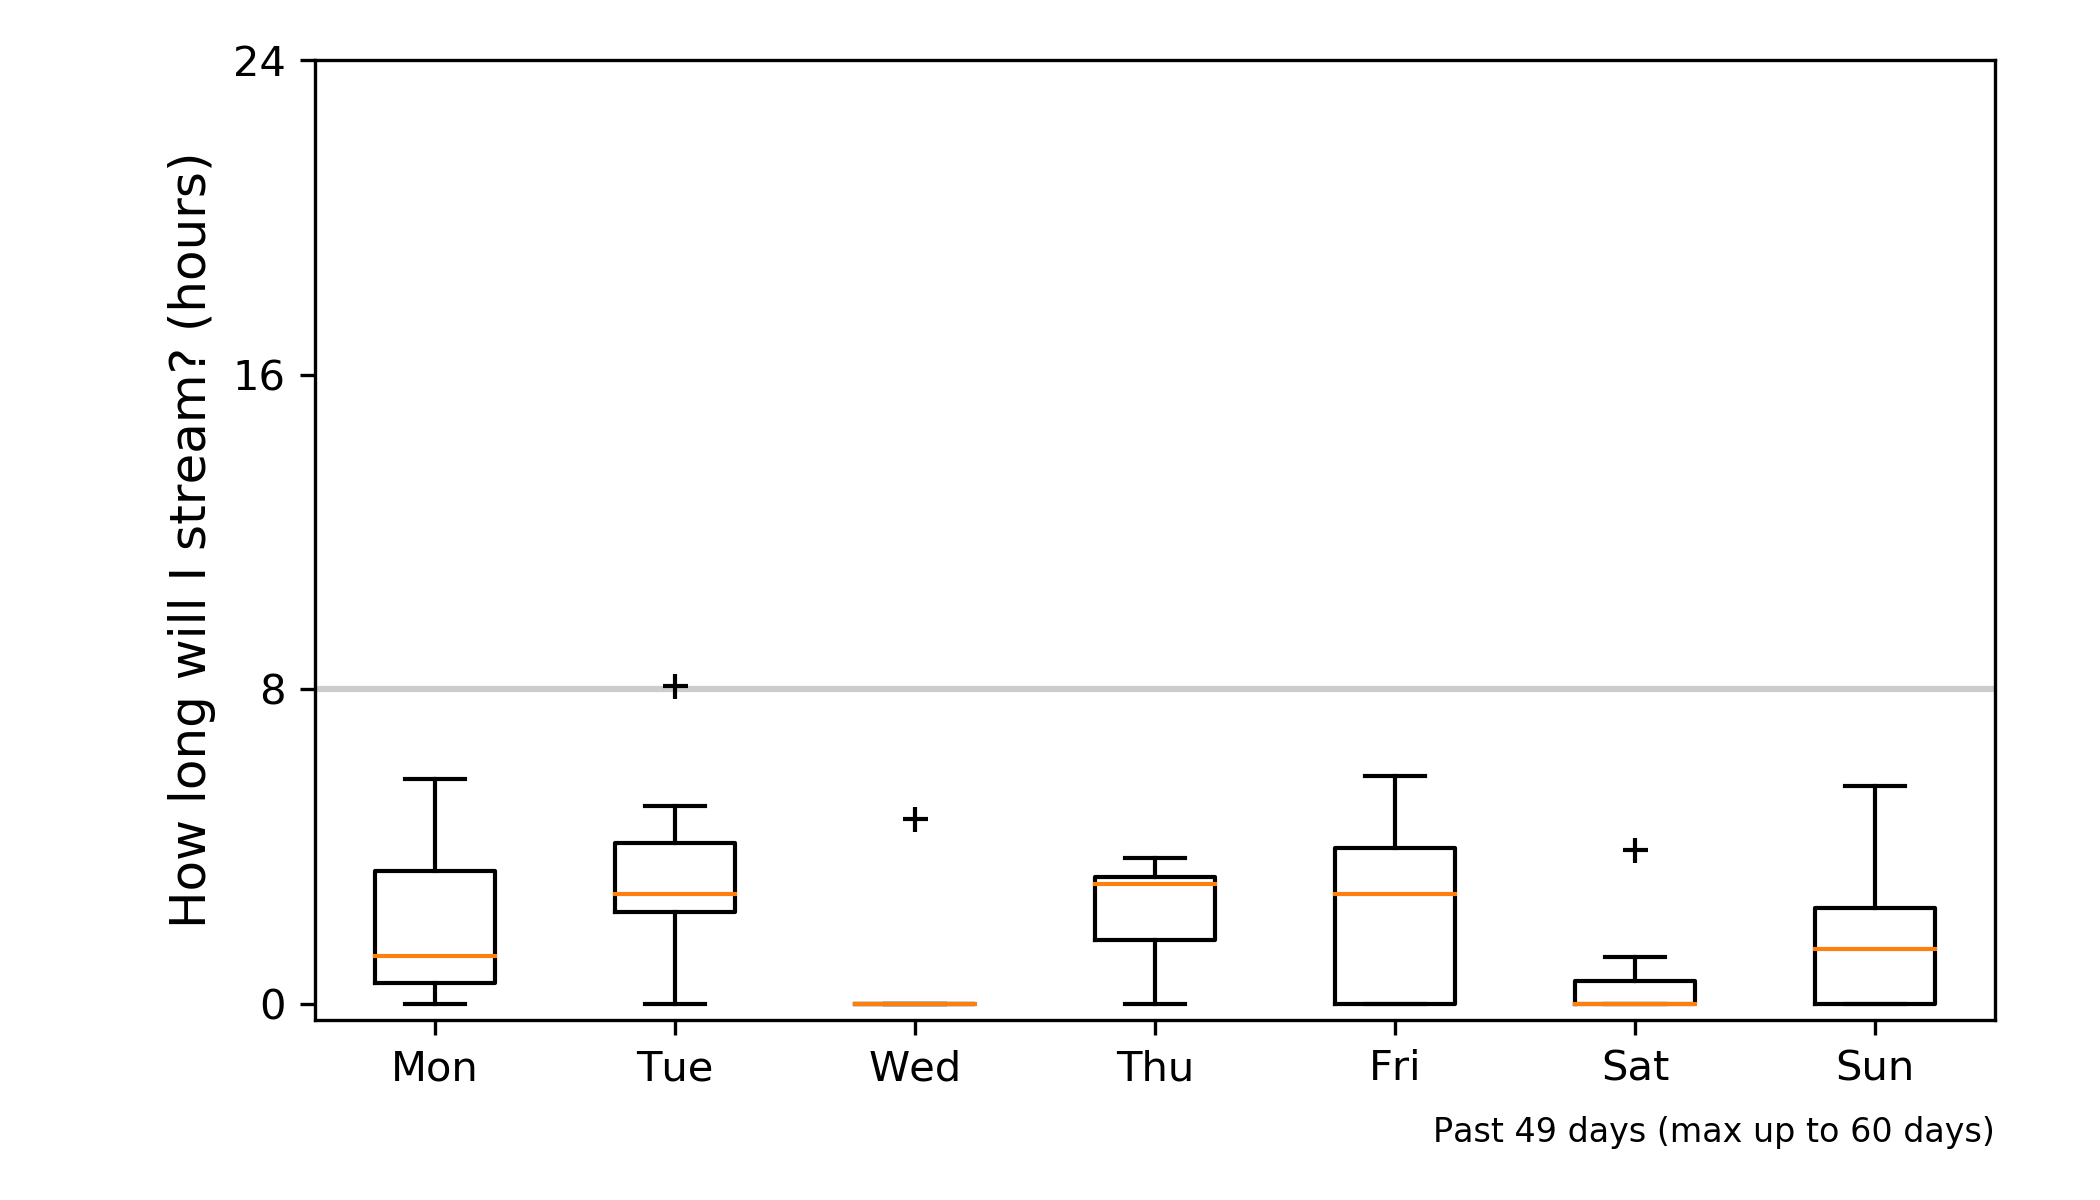 How long will I stream? (hours)
24
16
8
0
Mon Tue Wed Thu Fri Sat Sun
Past 49 days (max up to 60 days)